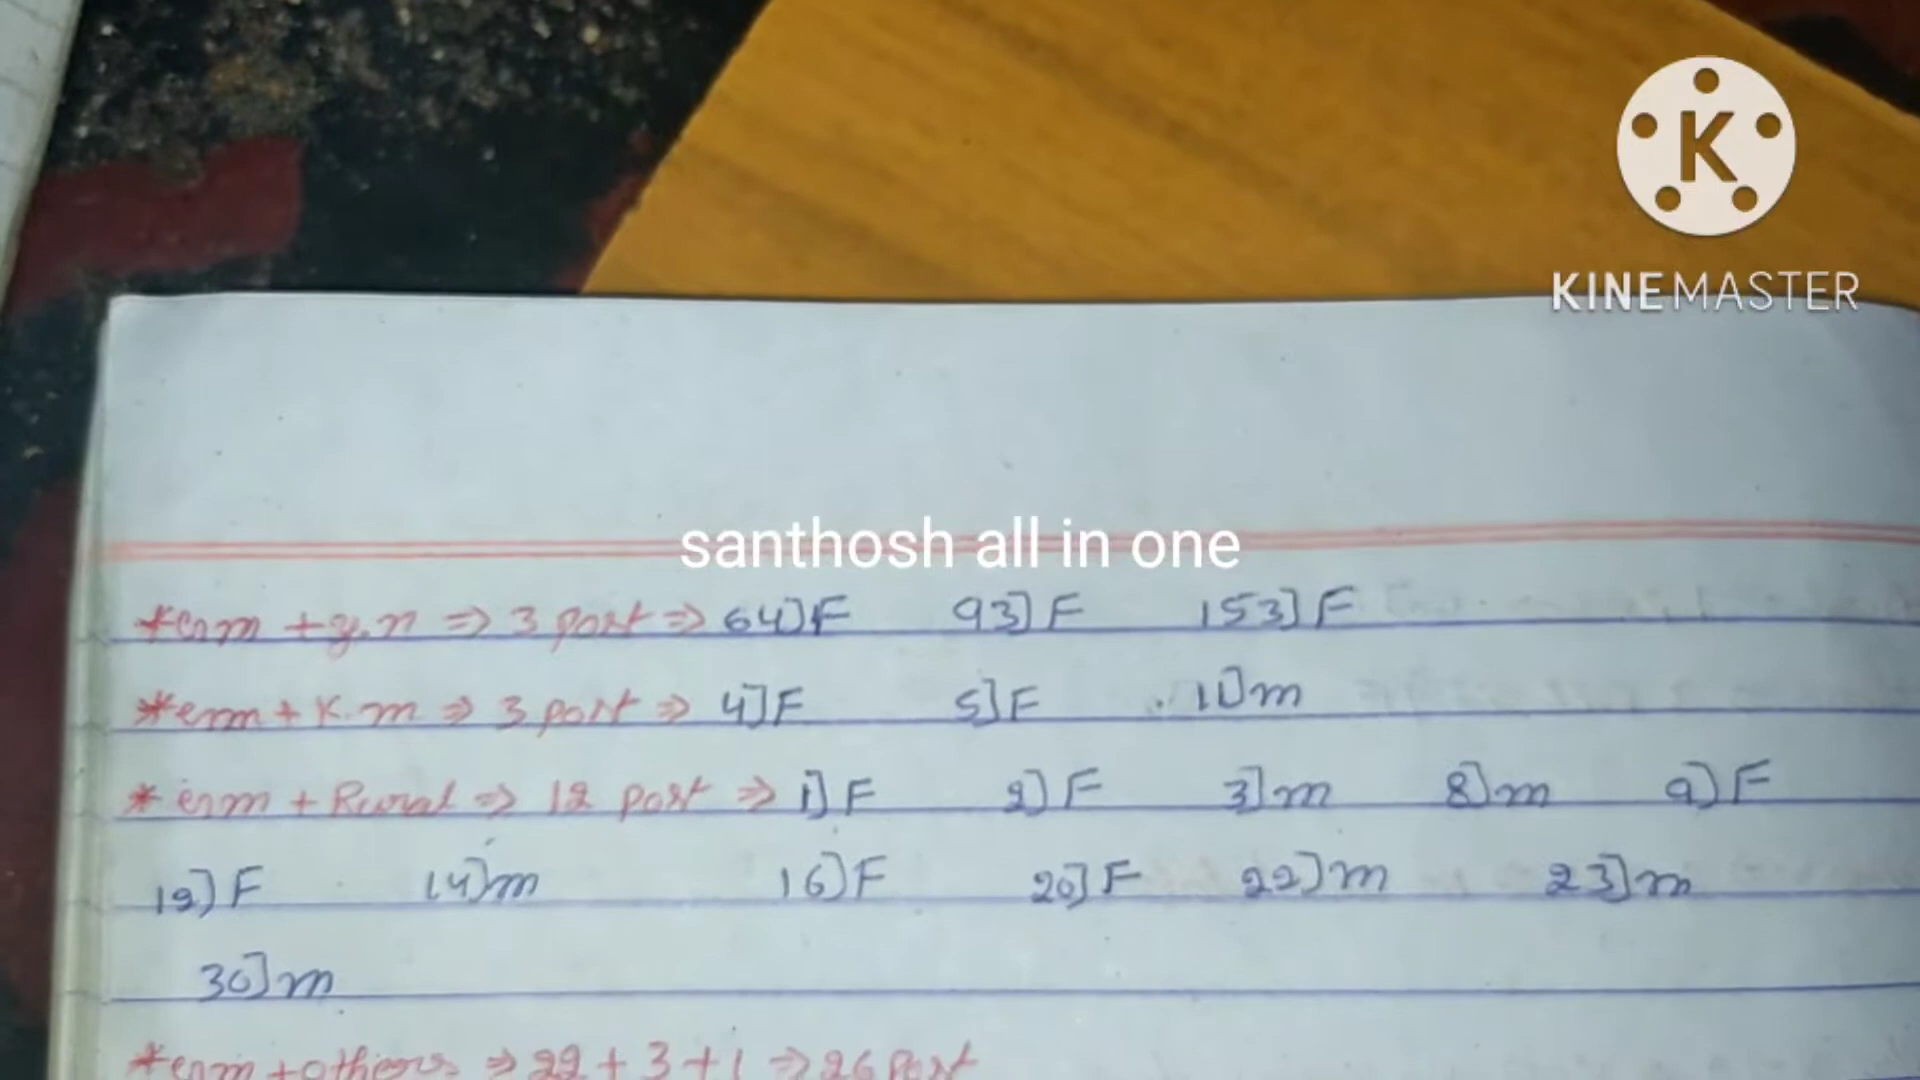 K
KINEMASTER
santhosh all in one
*em + y.n ⇒ 3 post ⇒ 64]F 93]F 153]F
*em + K.m ⇒ 3 post ⇒ 4]F 5]F 11]m
* em + Rural ⇒ 12 post ⇒ 1]F 2]F 3]m 8]m 9]F
12]F 14]m 16]F 20]F 22]m 23]m
30]m
*em + others ⇒ 22 + 3 + 1 ⇒ 26 Post